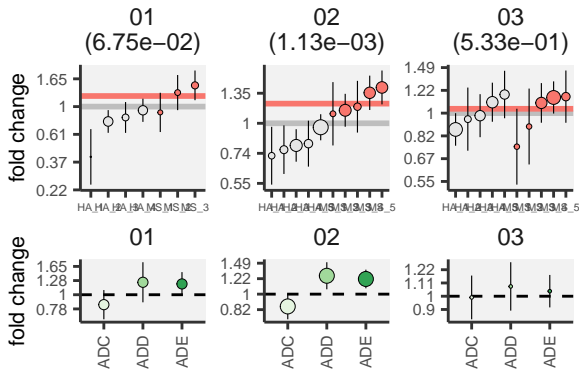 01
(6.75e−02)
02
(1.13e−03)
03
(5.33e−01)
fold change
1.65
1
0.61
0.37
0.22
1.35
1
0.74
0.55
1.49
1.22
1
0.82
0.67
0.55
01
02
03
fold change
1.65
1.28
1
0.78
1.49
1.22
1
0.82
1.22
1.11
1
0.9
ADC
ADD
ADE
ADC
ADD
ADE
ADC
ADD
ADE